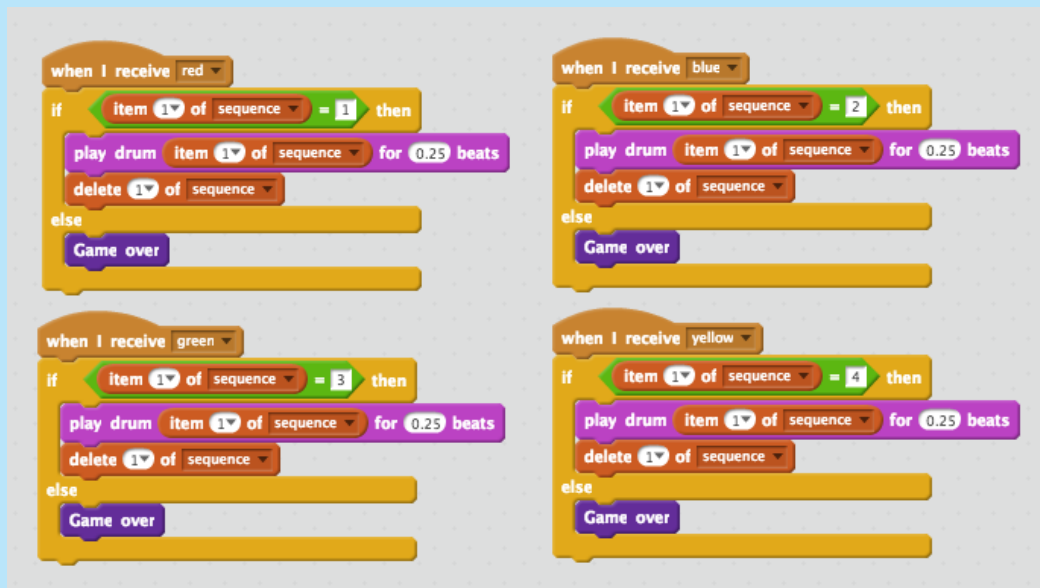 when I receive red
if item 1 of sequence = 1 then
play drum item 1 of sequence for 0.25 beats
delete 1 of sequence
else
Game over
when I receive blue
if item 1 of sequence = 2 then
play drum item 1 of sequence for 0.25 beats
delete 1 of sequence
else
Game over
when I receive green
if item 1 of sequence = 3 then
play drum item 1 of sequence for 0.25 beats
delete 1 of sequence
else
Game over
when I receive yellow
if item 1 of sequence = 4 then
play drum item 1 of sequence for 0.25 beats
delete 1 of sequence
else
Game over